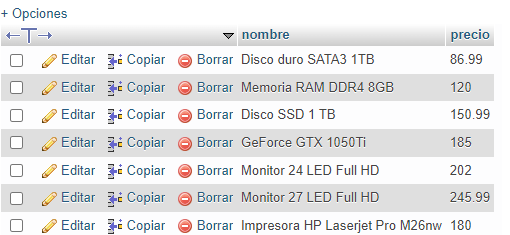 + Opciones
nombre precio
Editar Copiar Borrar Disco duro SATA3 1TB 86.99
Editar Copiar Borrar Memoria RAM DDR4 8GB 120
Editar Copiar Borrar Disco SSD 1 TB 150.99
Editar Copiar Borrar GeForce GTX 1050Ti 185
Editar Copiar Borrar Monitor 24 LED Full HD 202
Editar Copiar Borrar Monitor 27 LED Full HD 245.99
Editar Copiar Borrar Impresora HP Laserjet Pro M26nw 180